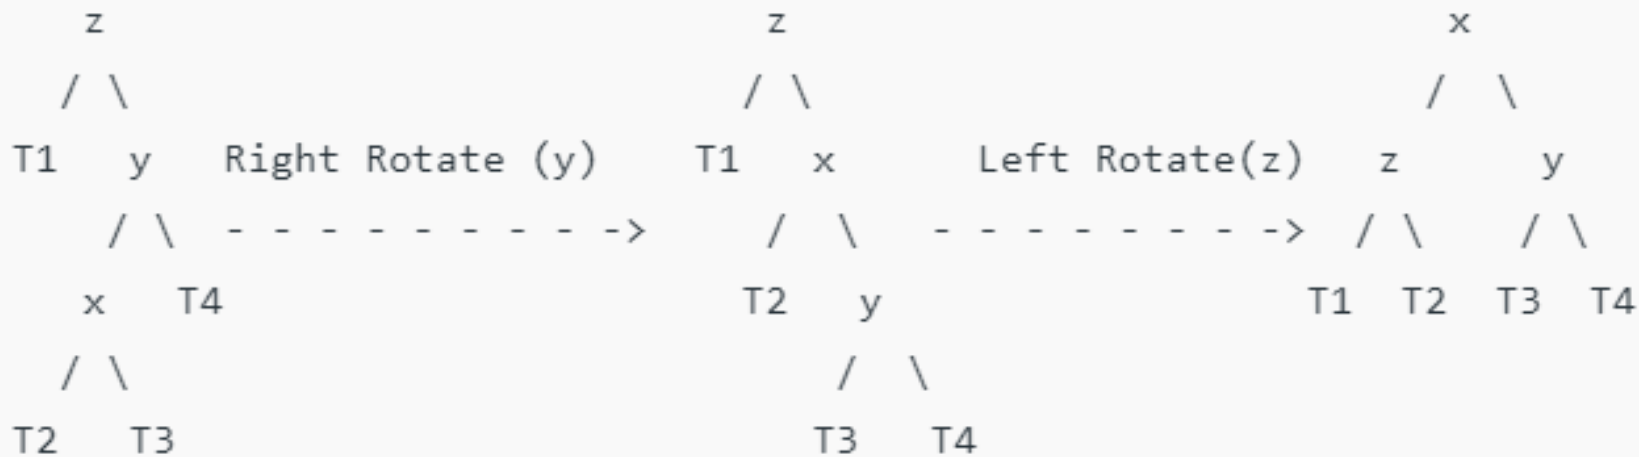 z z x
/ \ / \ / \
T1 y Right Rotate (y) T1 x Left Rotate(z) z y
/ \ - - - - - - - - -> / \ - - - - - - - -> / \ / \
x T4 T2 y T1 T2 T3 T4
/ \ / \
T2 T3 T3 T4